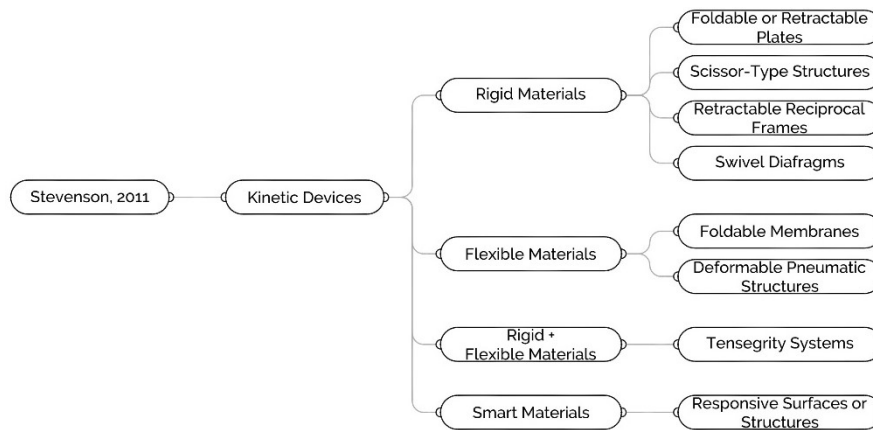 Stevenson, 2011
Kinetic Devices
Rigid Materials
Foldable or Retractable
Plates
Scissor-Type Structures
Retractable Reciprocal
Frames
Swivel Diafragms
Flexible Materials
Foldable Membranes
Deformable Pneumatic
Structures
Rigid +
Flexible Materials
Tensegrity Systems
Smart Materials
Responsive Surfaces or
Structures